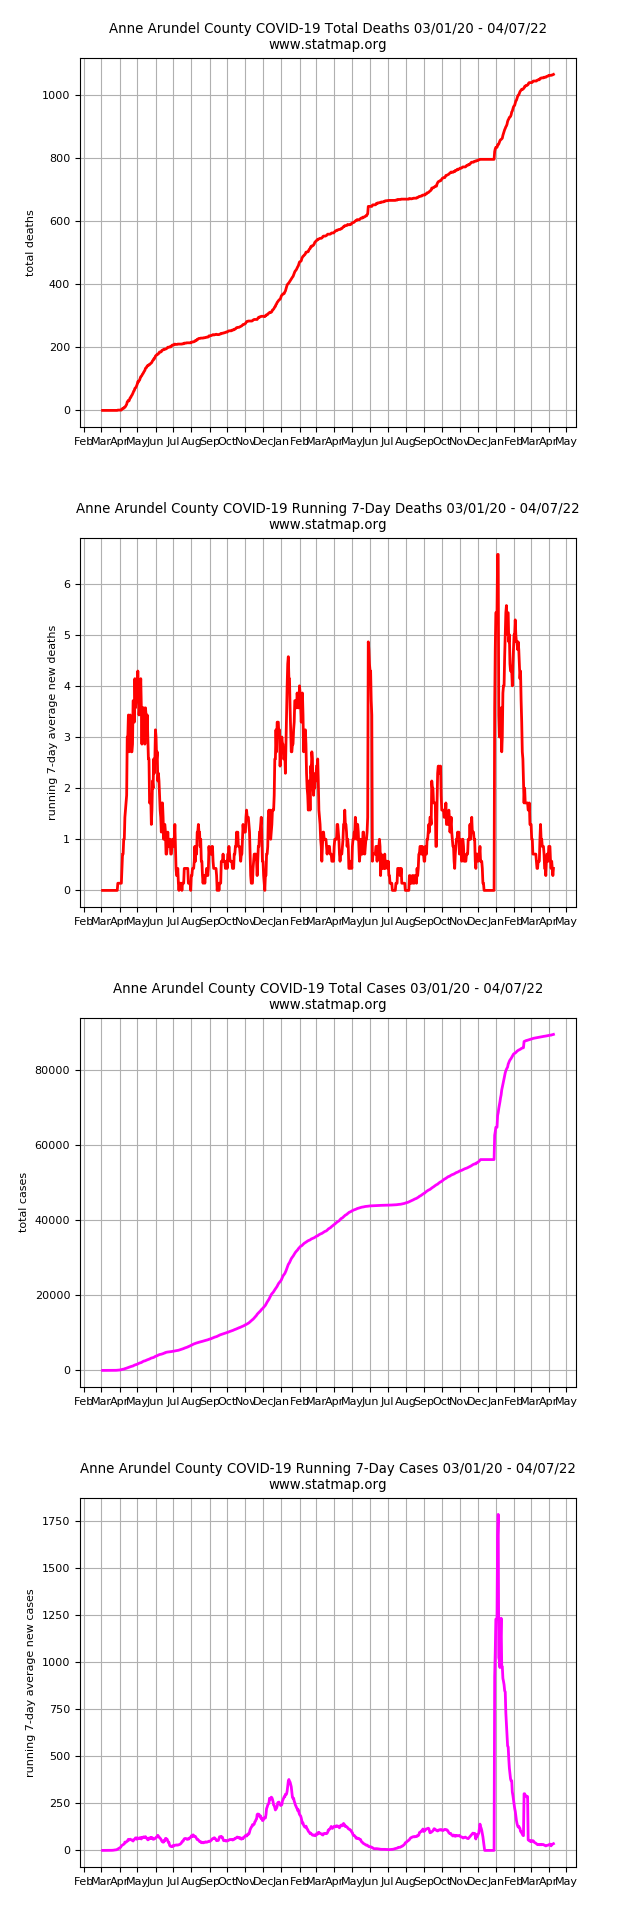 Anne Arundel County COVID-19 Total Deaths 03/01/20 - 04/07/22
www.statmap.org
1000
800
600
400
200
0
total deaths
Feb Mar Apr May Jun Jul Aug Sep Oct Nov Dec Jan Feb Mar Apr May Jun Jul Aug Sep Oct Nov Dec Jan Feb Mar Apr May
Anne Arundel County COVID-19 Running 7-Day Deaths 03/01/20 - 04/07/22
www.statmap.org
6
5
4
3
2
1
0
running 7-day average new deaths
Feb Mar Apr May Jun Jul Aug Sep Oct Nov Dec Jan Feb Mar Apr May Jun Jul Aug Sep Oct Nov Dec Jan Feb Mar Apr May
Anne Arundel County COVID-19 Total Cases 03/01/20 - 04/07/22
www.statmap.org
80000
60000
40000
20000
0
total cases
Feb Mar Apr May Jun Jul Aug Sep Oct Nov Dec Jan Feb Mar Apr May Jun Jul Aug Sep Oct Nov Dec Jan Feb Mar Apr May
Anne Arundel County COVID-19 Running 7-Day Cases 03/01/20 - 04/07/22
www.statmap.org
1750
1500
1250
1000
750
500
250
0
running 7-day average new cases
Feb Mar Apr May Jun Jul Aug Sep Oct Nov Dec Jan Feb Mar Apr May Jun Jul Aug Sep Oct Nov Dec Jan Feb Mar Apr May